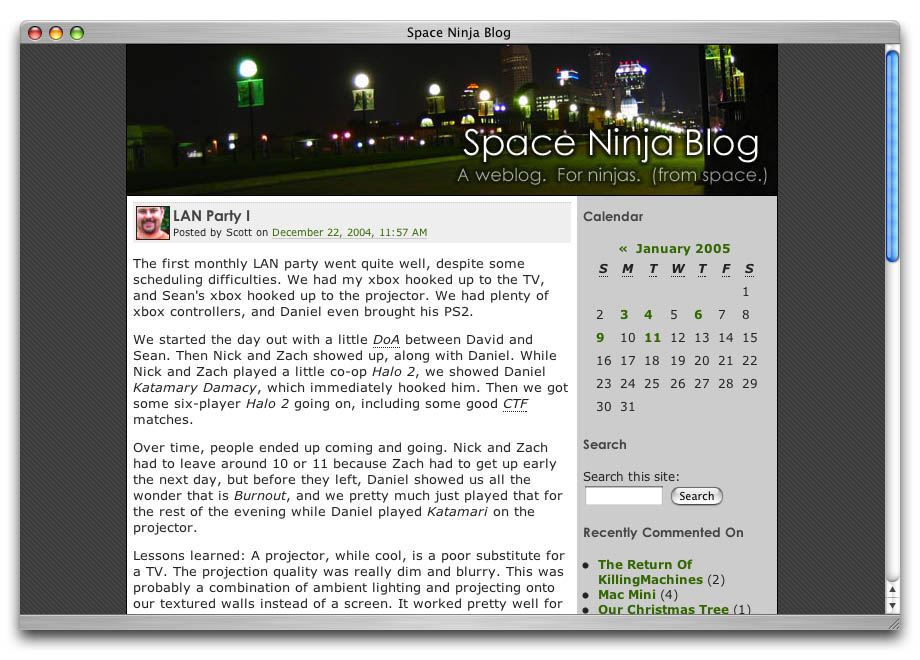 Space Ninja Blog
Space Ninja Blog
A weblog. For ninjas. (from space.)
LAN Party I
Posted by Scott on December 22, 2004, 11:57 AM
The first monthly LAN party went quite well, despite some
scheduling difficulties. We had my xbox hooked up to the TV,
and Sean's xbox hooked up to the projector. We had plenty of
xbox controllers, and Daniel even brought his PS2.
We started the day out with a little DoA between David and
Sean. Then Nick and Zach showed up, along with Daniel. While
Nick and Zach played a little co-op Halo 2, we showed Daniel
Katamary Damacy, which immediately hooked him. Then we got
some six-player Halo 2 going on, including some good CTF
matches.
Over time, people ended up coming and going. Nick and Zach
had to leave around 10 or 11 because Zach had to get up early
the next day, but before they left, Daniel showed us all the
wonder that is Burnout, and we pretty much just played that for
the rest of the evening while Daniel played Katamari on the
projector.
Lessons learned: A projector, while cool, is a poor substitute for
a TV. The projection quality was really dim and blurry. This was
probably a combination of ambient lighting and projecting onto
our textured walls instead of a screen. It worked pretty well for
Calendar
« January 2005
S M T W T F S
1
2 3 4 5 6 7 8
9 10 11 12 13 14 15
16 17 18 19 20 21 22
23 24 25 26 27 28 29
30 31
Search
Search this site:
Search
Recently Commented On
The Return Of
KillingMachines (2)
Mac Mini (4)
Our Christmas Tree (1)